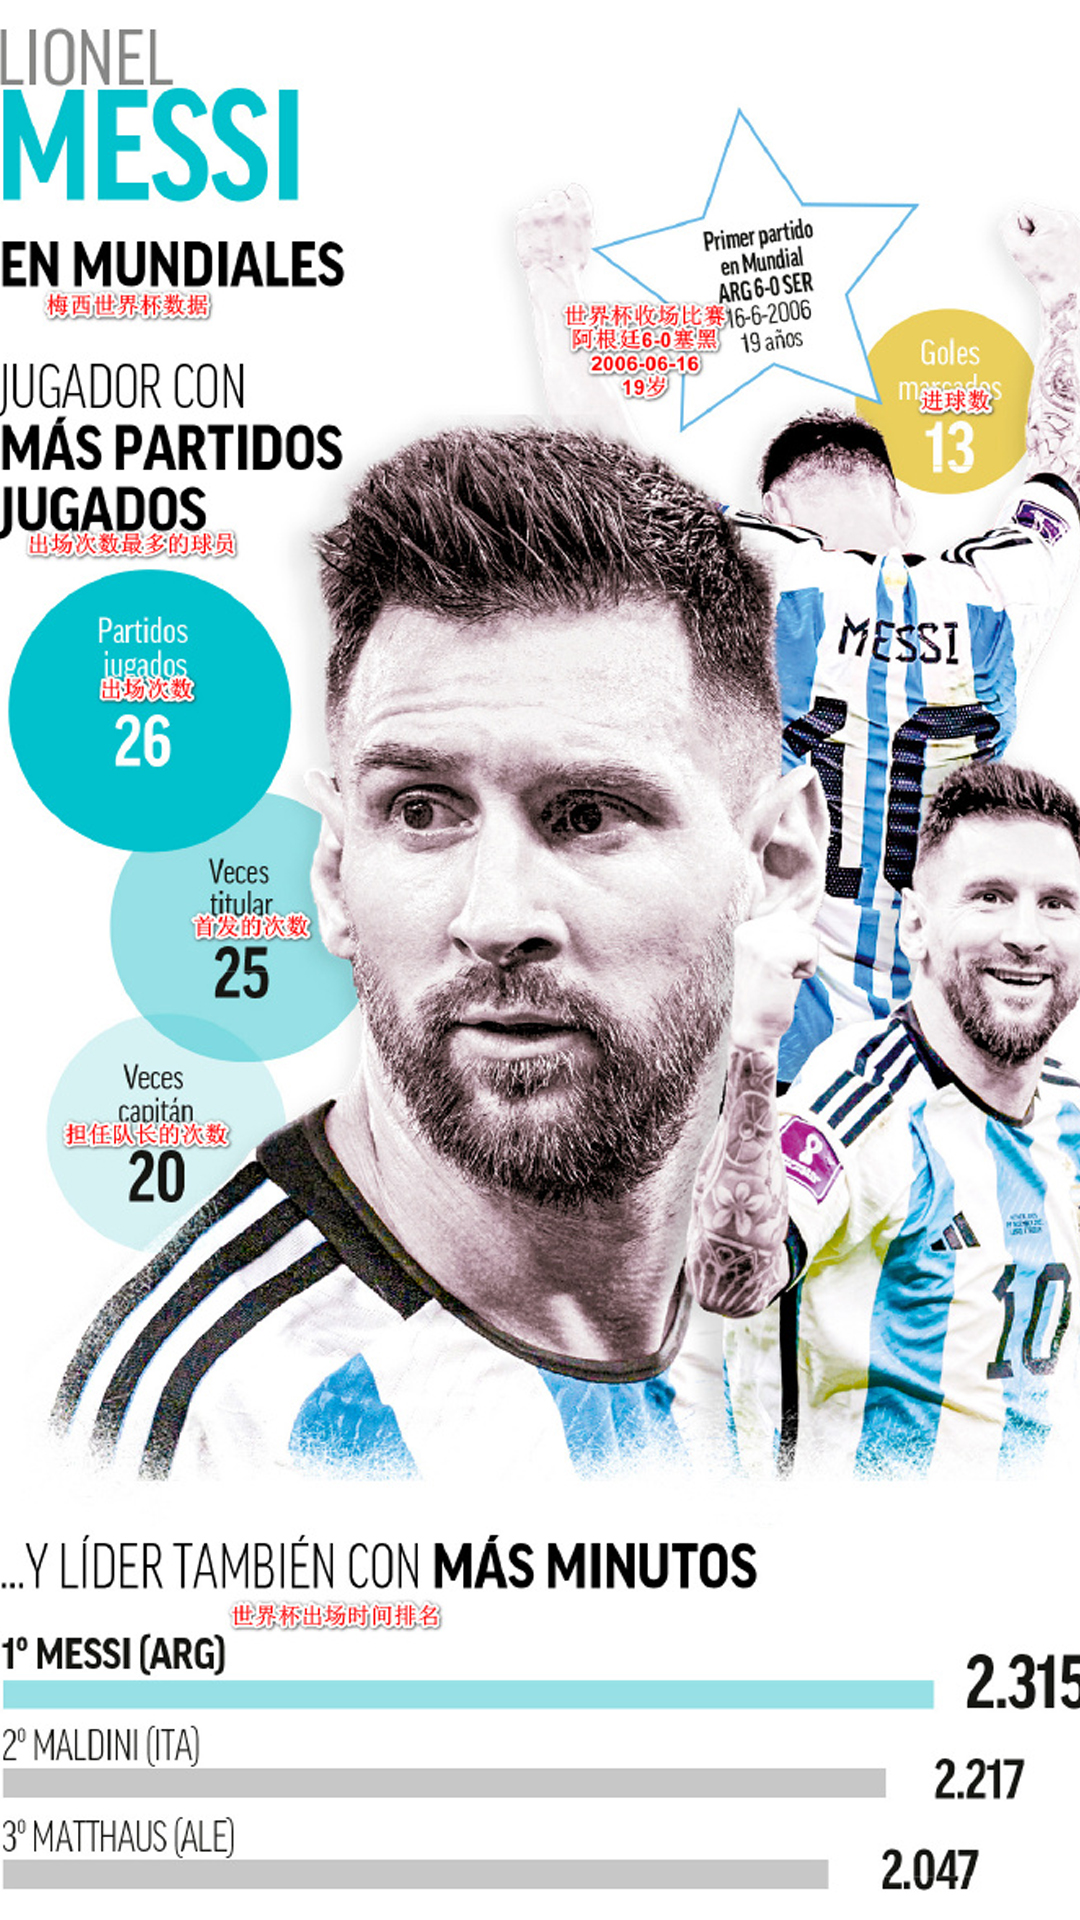 LIONEL
MESSI
EN MUNDIALES
梅西世界杯数据
JUGADOR CON
MÁS PARTIDOS
JUGADOS
出场次数最多的球员
Partidos
jugados
出场次数
26
Veces
titular
首发的次数
25
Veces
capitán
担任队长的次数
20
Primer partido
en Mundial
ARG 6-0 SER
16-6-2006
19 años
世界杯收场比赛
阿根廷6-0塞黑
2006-06-16
19岁
Goles
marcados
进球数
13
MESSI
10
10
...Y LÍDER TAMBIÉN CON MÁS MINUTOS
世界杯出场时间排名
1º MESSI (ARG)
2.315
2º MALDINI (ITA)
2.217
3º MATTHAUS (ALE)
2.047